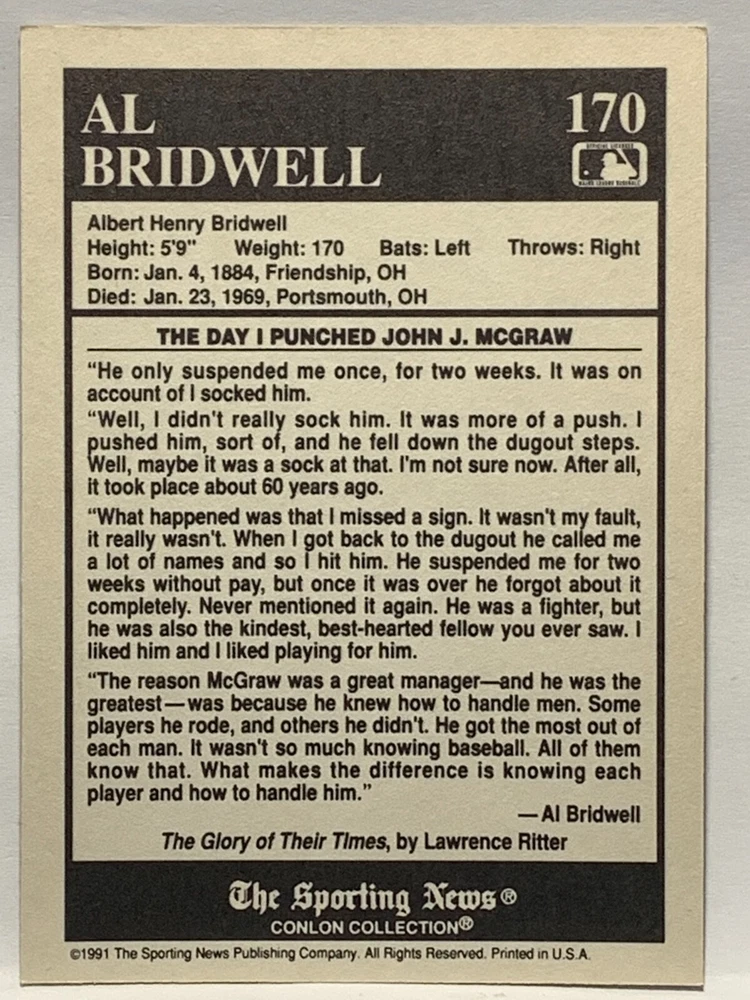 AL
BRIDWELL
170
OFFICIAL LICENSEE
MAJOR LEAGUE BASEBALL
Albert Henry Bridwell
Height: 5'9" Weight: 170 Bats: Left Throws: Right
Born: Jan. 4, 1884, Friendship, OH
Died: Jan. 23, 1969, Portsmouth, OH
THE DAY I PUNCHED JOHN J. MCGRAW
“He only suspended me once, for two weeks. It was on
account of I socked him.
“Well, I didn't really sock him. It was more of a push. I
pushed him, sort of, and he fell down the dugout steps.
Well, maybe it was a sock at that. I'm not sure now. After all,
it took place about 60 years ago.
“What happened was that I missed a sign. It wasn't my fault,
it really wasn't. When I got back to the dugout he called me
a lot of names and so I hit him. He suspended me for two
weeks without pay, but once it was over he forgot about it
completely. Never mentioned it again. He was a fighter, but
he was also the kindest, best-hearted fellow you ever saw. I
liked him and I liked playing for him.
“The reason McGraw was a great manager—and he was the
greatest—was because he knew how to handle men. Some
players he rode, and others he didn't. He got the most out of
each man. It wasn't so much knowing baseball. All of them
know that. What makes the difference is knowing each
player and how to handle him.”
—Al Bridwell
The Glory of Their Times, by Lawrence Ritter
The Sporting News®
CONLON COLLECTION®
©1991 The Sporting News Publishing Company. All Rights Reserved. Printed in U.S.A.